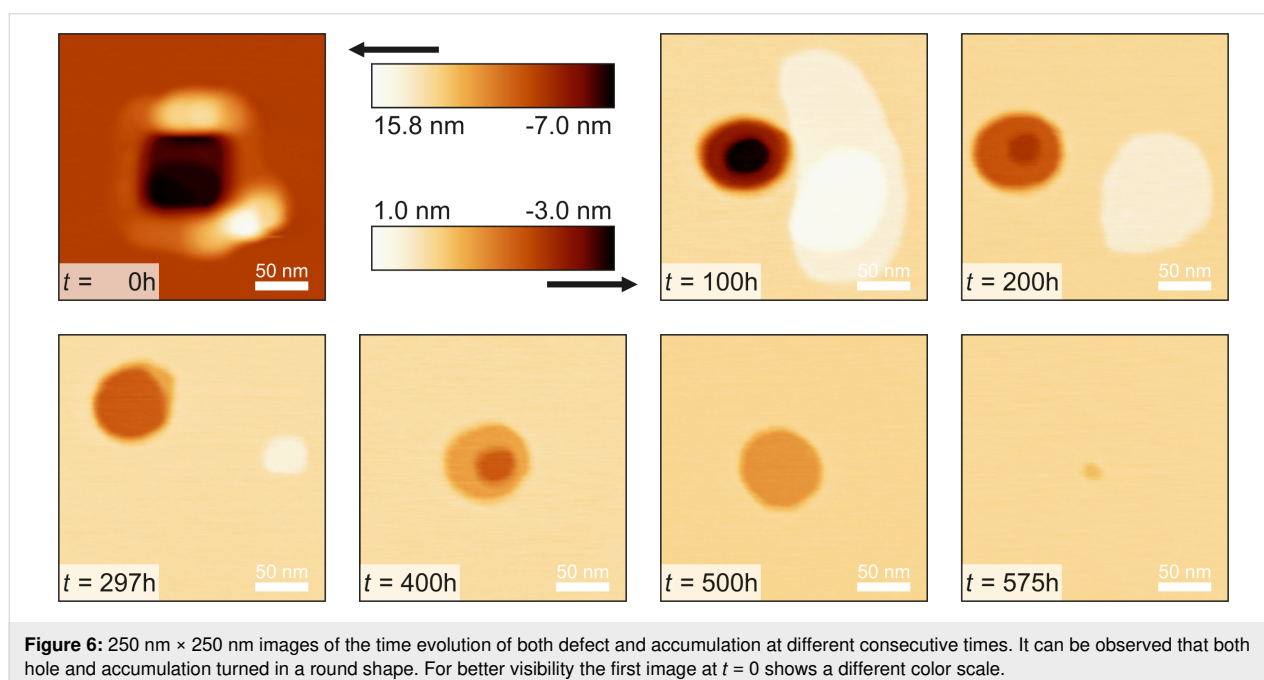 t = 0h
50 nm
15.8 nm -7.0 nm
1.0 nm -3.0 nm
t = 100h
50 nm
t = 200h
50 nm
t = 297h
50 nm
t = 400h
50 nm
t = 500h
50 nm
t = 575h
50 nm
Figure 6: 250 nm × 250 nm images of the time evolution of both defect and accumulation at different consecutive times. It can be observed that both
hole and accumulation turned in a round shape. For better visibility the first image at t = 0 shows a different color scale.